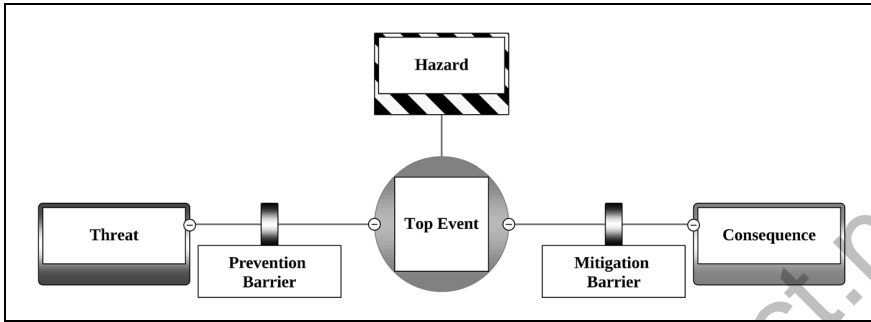 Hazard
Threat
Prevention
Barrier
Top Event
Mitigation
Barrier
Consequence